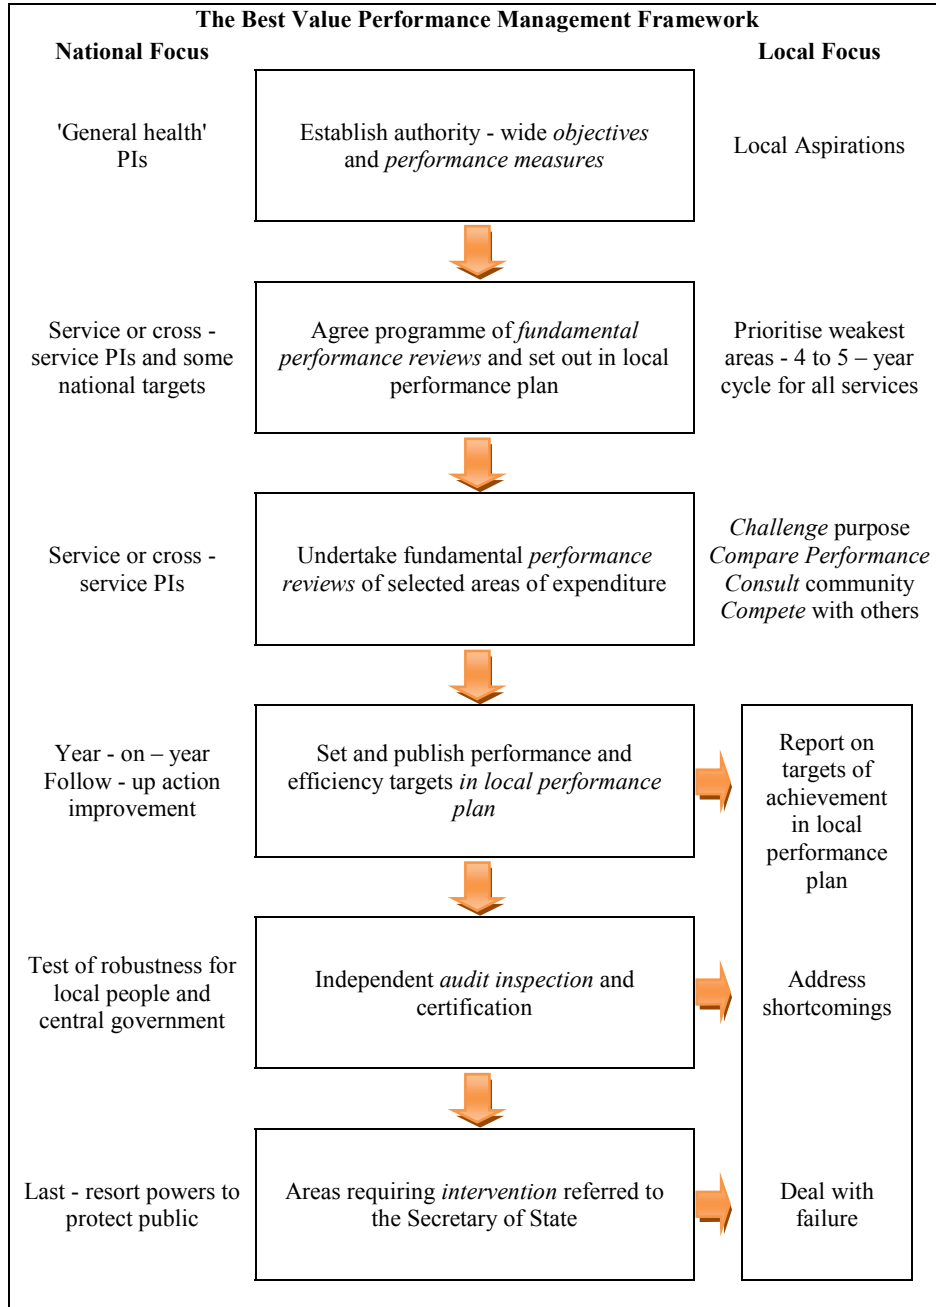 The Best Value Performance Management Framework
National Focus
Local Focus
'General health'
PIs
Establish authority - wide objectives
and performance measures
Local Aspirations
Service or cross -
service PIs and some
national targets
Agree programme of fundamental
performance reviews and set out in local
performance plan
Prioritise weakest
areas - 4 to 5 – year
cycle for all services
Service or cross -
service PIs
Undertake fundamental performance
reviews of selected areas of expenditure
Challenge purpose
Compare Performance
Consult community
Compete with others
Year - on – year
Follow - up action
improvement
Set and publish performance and
efficiency targets in local performance
plan
Report on
targets of
achievement
in local
performance
plan
Test of robustness for
local people and
central government
Independent audit inspection and
certification
Address
shortcomings
Last - resort powers to
protect public
Areas requiring intervention referred to
the Secretary of State
Deal with
failure